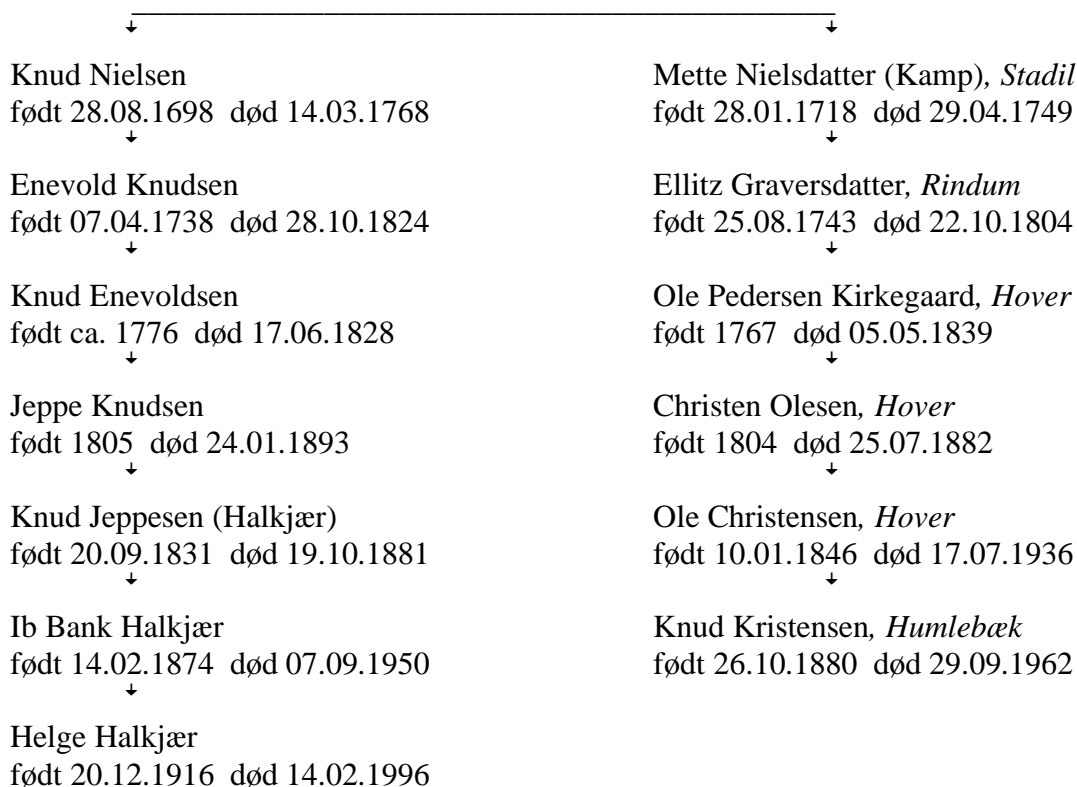 Knud Nielsen
født 28.08.1698 død 14.03.1768
Enevold Knudsen
født 07.04.1738 død 28.10.1824
Knud Enevoldsen
født ca. 1776 død 17.06.1828
Jeppe Knudsen
født 1805 død 24.01.1893
Knud Jeppesen (Halkjær)
født 20.09.1831 død 19.10.1881
Ib Bank Halkjær
født 14.02.1874 død 07.09.1950
Helge Halkjær
født 20.12.1916 død 14.02.1996
Mette Nielsdatter (Kamp), Stadil
født 28.01.1718 død 29.04.1749
Ellitz Graversdatter, Rindum
født 25.08.1743 død 22.10.1804
Ole Pedersen Kirkegaard, Hover
født 1767 død 05.05.1839
Christen Olesen, Hover
født 1804 død 25.07.1882
Ole Christensen, Hover
født 10.01.1846 død 17.07.1936
Knud Kristensen, Humlebæk
født 26.10.1880 død 29.09.1962